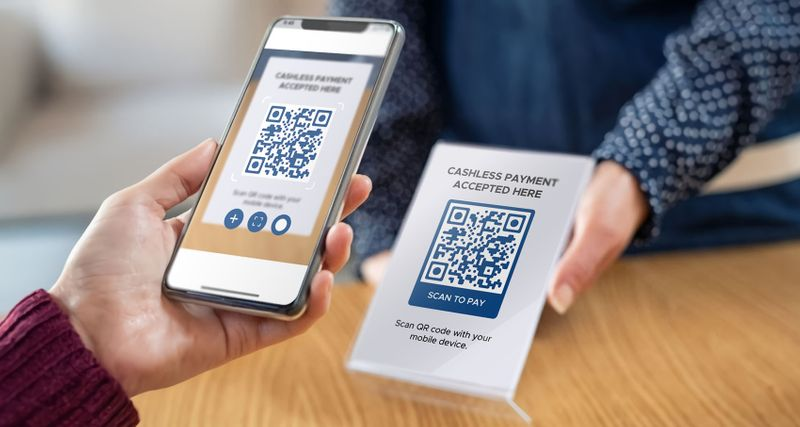 CASHLESS PAYMENT
ACCEPTED HERE
Scan QR code with your
mobile device.
CASHLESS PAYMENT
ACCEPTED HERE
SCAN TO PAY
Scan QR code with your
mobile device.